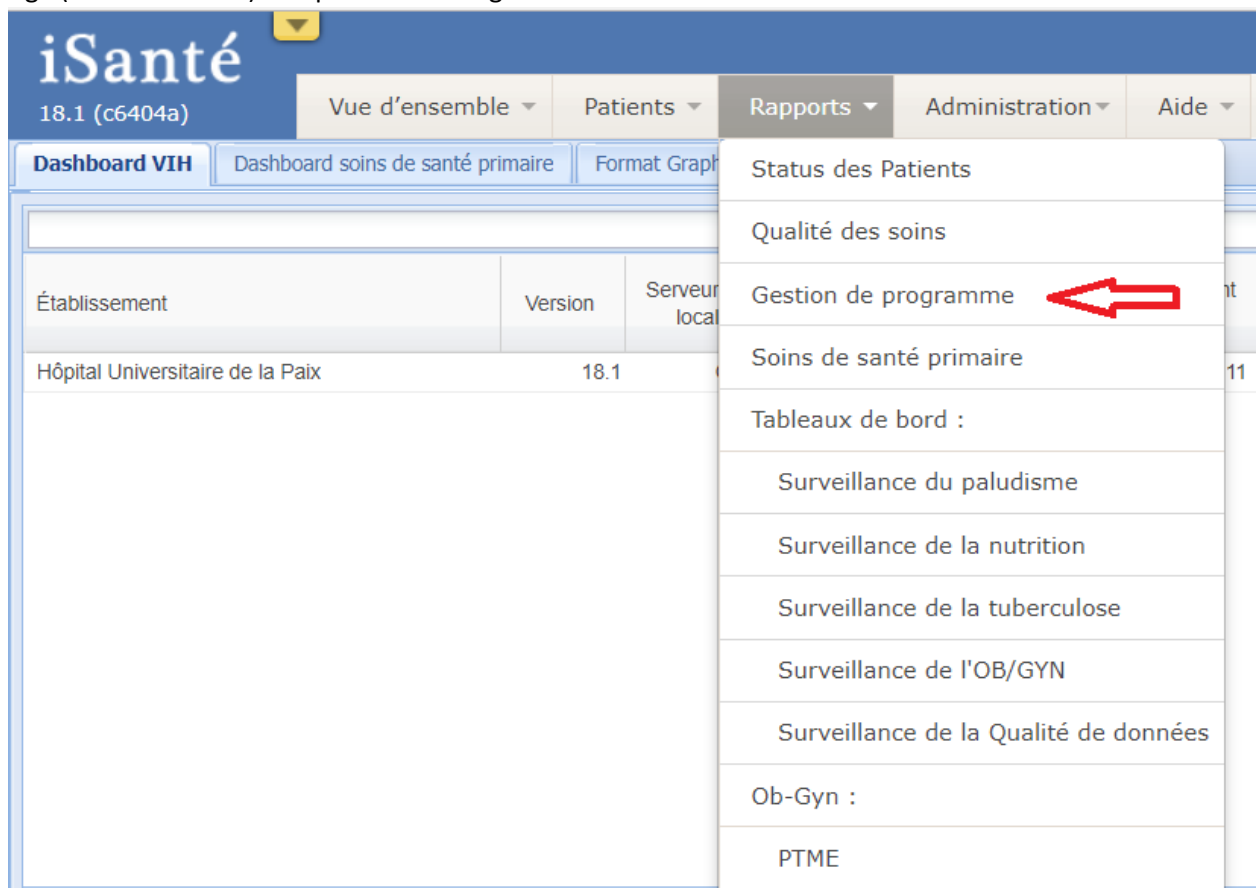 iSanté
18.1 (c6404a)
Vue d’ensemble Patients Rapports Administration Aide
Dashboard VIH Dashboard soins de santé primaire Format Graph
Status des Patients
Qualité des soins
Gestion de programme
Soins de santé primaire
Tableaux de bord :
Surveillance du paludisme
Surveillance de la nutrition
Surveillance de la tuberculose
Surveillance de l'OB/GYN
Surveillance de la Qualité de données
Ob-Gyn :
PTME
Établissement Version Serveur local
Hôpital Universitaire de la Paix 18.1 11